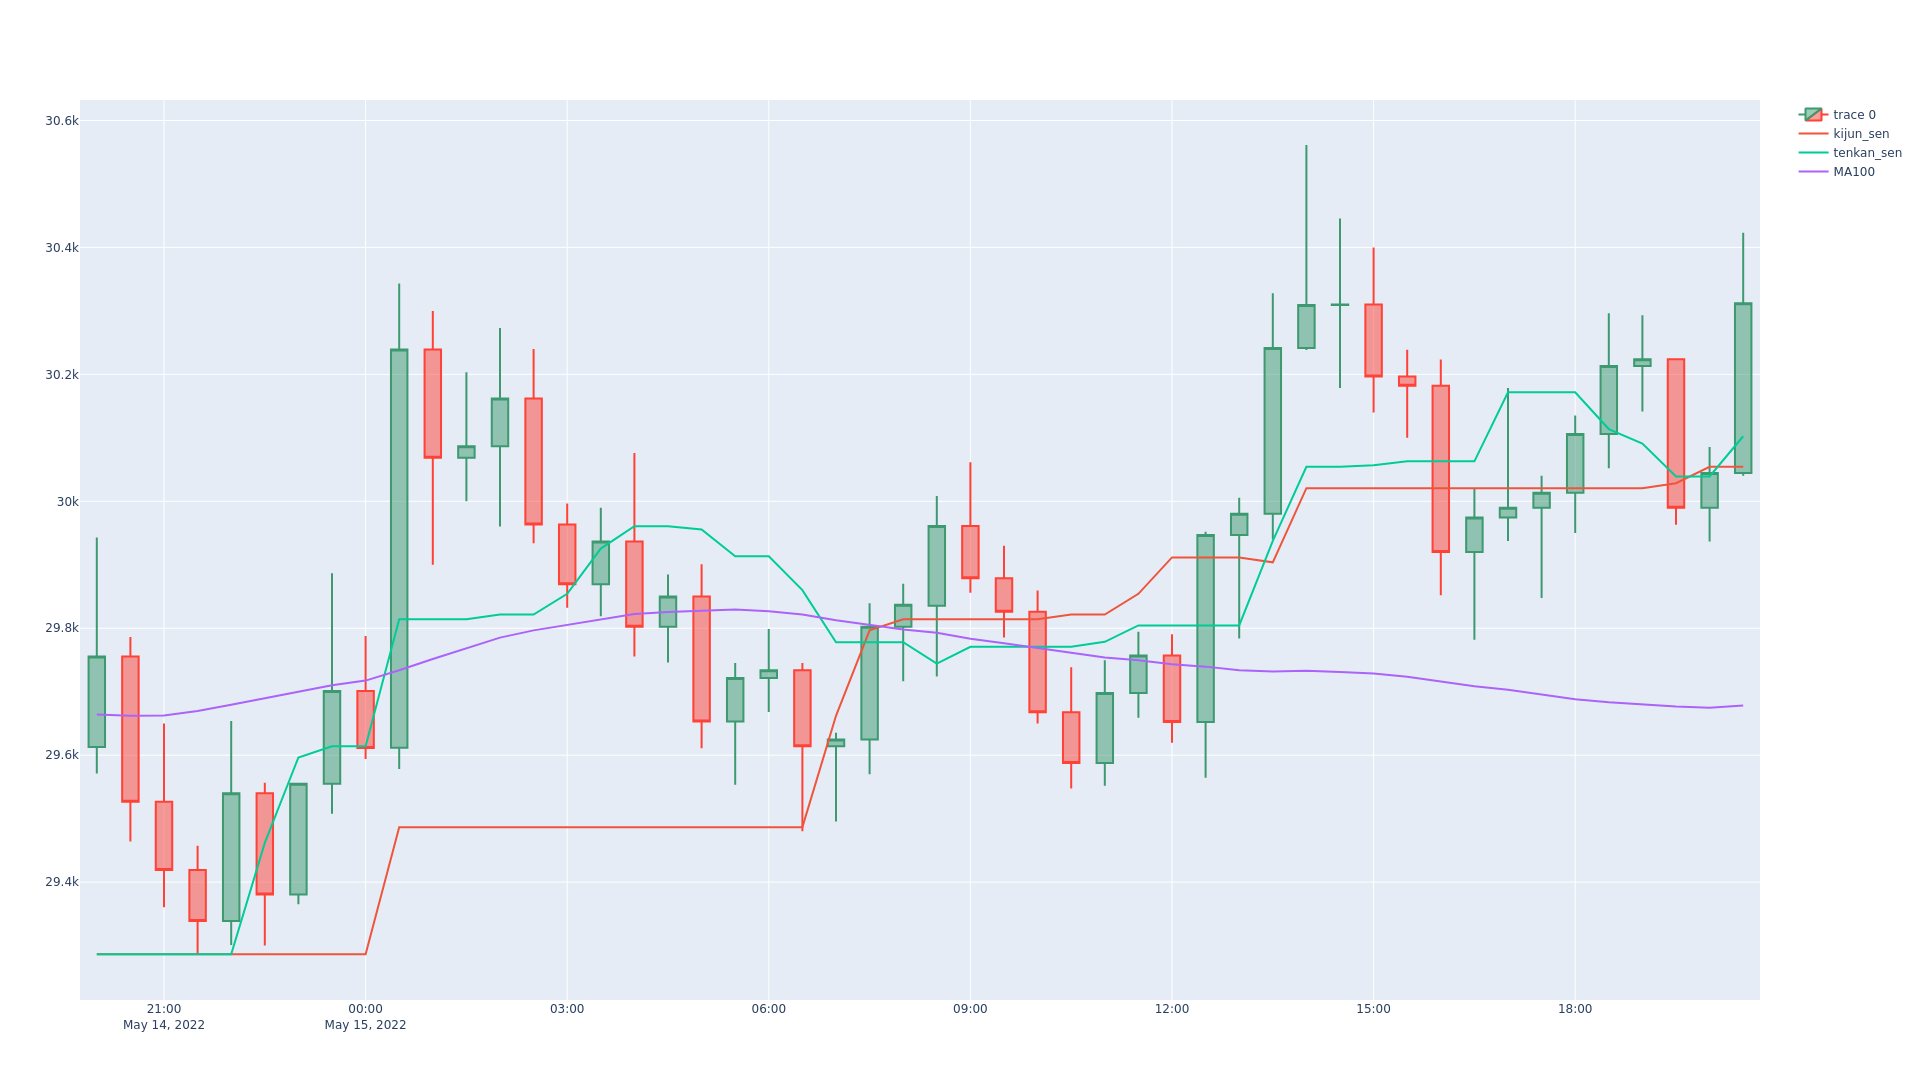 30.6k
30.4k
30.2k
30k
29.8k
29.6k
29.4k
21:00
May 14, 2022
00:00
May 15, 2022
03:00
06:00
09:00
12:00
15:00
18:00
trace 0
kijun_sen
tenkan_sen
MA100